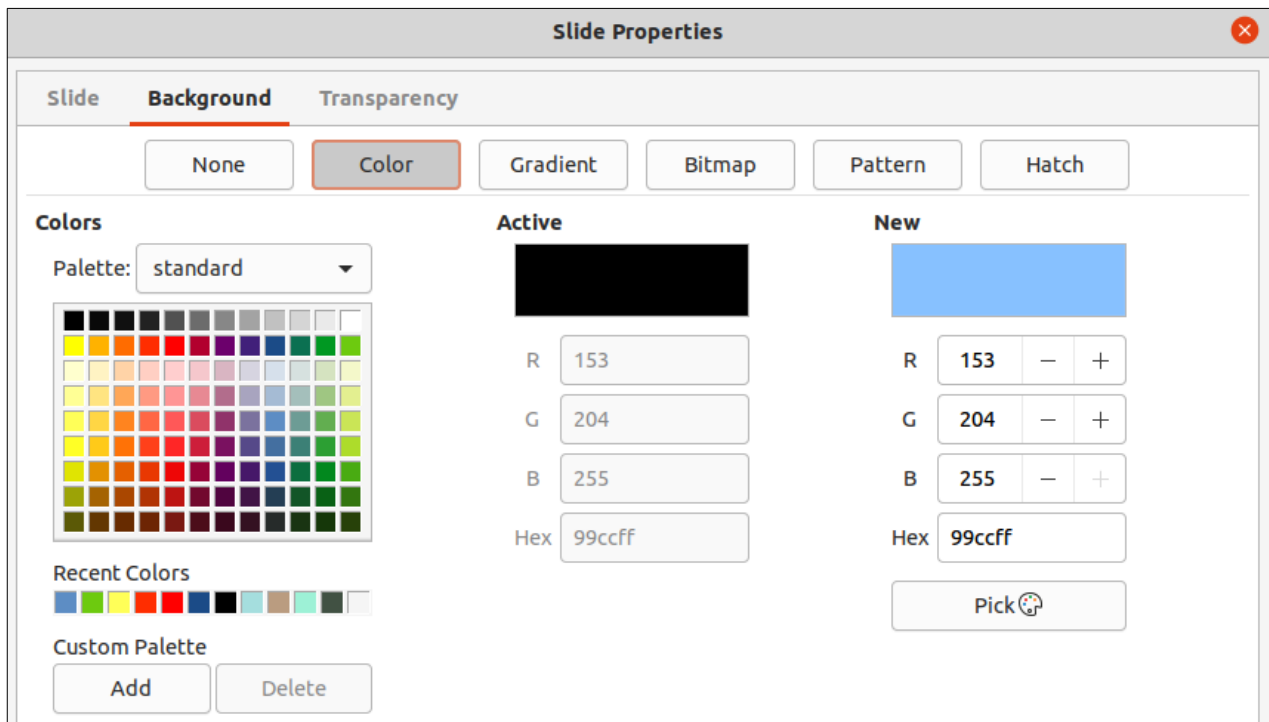 Slide Properties
Slide Background Transparency
None Color Gradient Bitmap Pattern Hatch
Colors Active New
Palette: standard
R 153 R 153 − +
G 204 G 204 − +
B 255 B 255 − +
Hex 99ccff Hex 99ccff
Recent Colors
Pick
Custom Palette
Add Delete